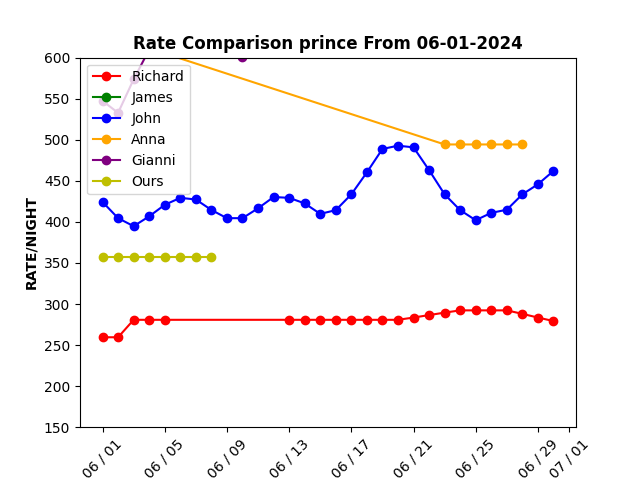 Rate Comparison prince From 06-01-2024
600
550
500
450
400
350
300
250
200
150
RATE/NIGHT
Richard
James
John
Anna
Gianni
Ours
06 / 01
06 / 05
06 / 09
06 / 13
06 / 17
06 / 21
06 / 25
06 / 29
07 / 01